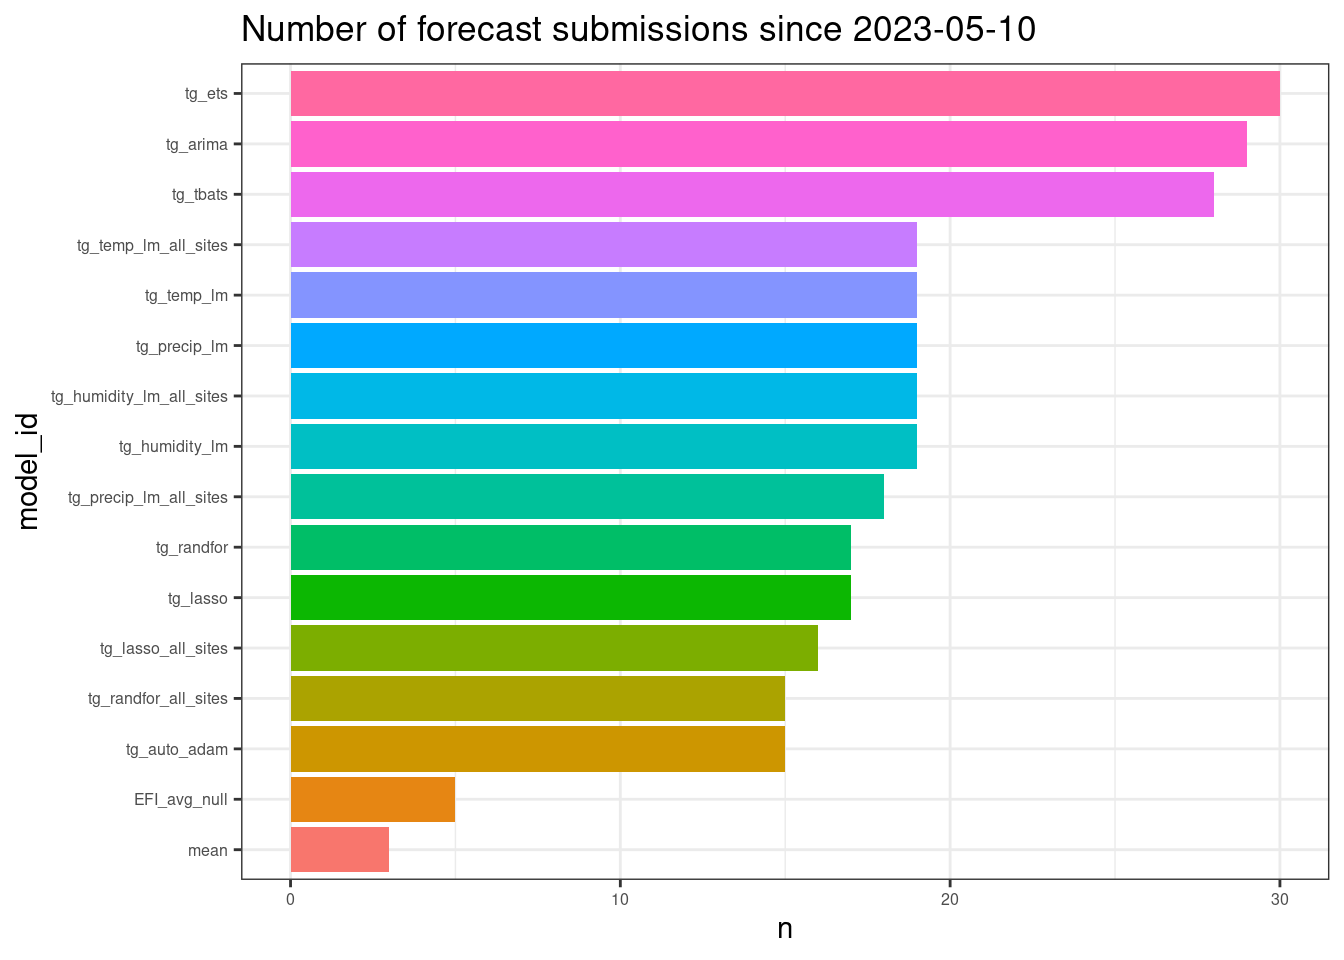 Number of forecast submissions since 2023-05-10
tg_ets
tg_arima
tg_tbats
tg_temp_lm_all_sites
tg_temp_lm
tg_precip_lm
tg_humidity_lm_all_sites
tg_humidity_lm
tg_precip_lm_all_sites
tg_randfor
tg_lasso
tg_lasso_all_sites
tg_randfor_all_sites
tg_auto_adam
EFI_avg_null
mean
model_id
0 10 20 30
n